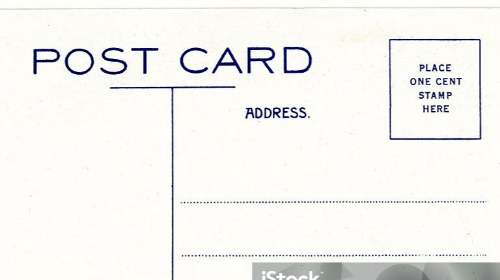 POST CARD
ADDRESS.
PLACE
ONE CENT
STAMP
HERE
iStock